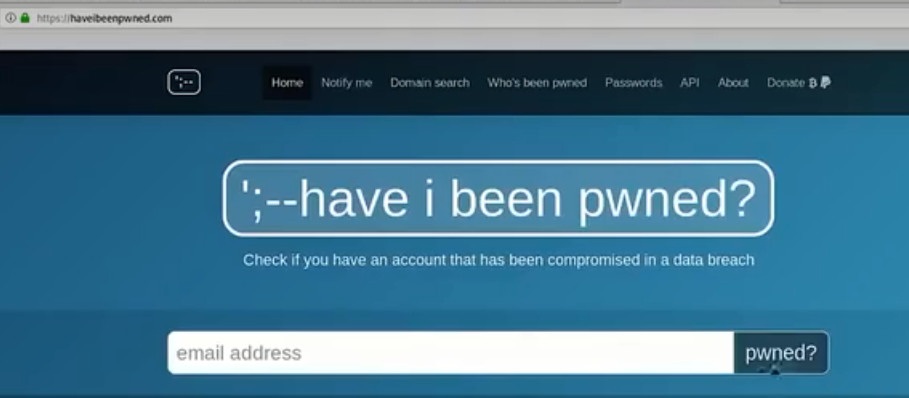 https://haveibeenpwned.com
';--
Home Notify me Domain search Who's been pwned Passwords API About Donate
';--have i been pwned?
Check if you have an account that has been compromised in a data breach
email address pwned?